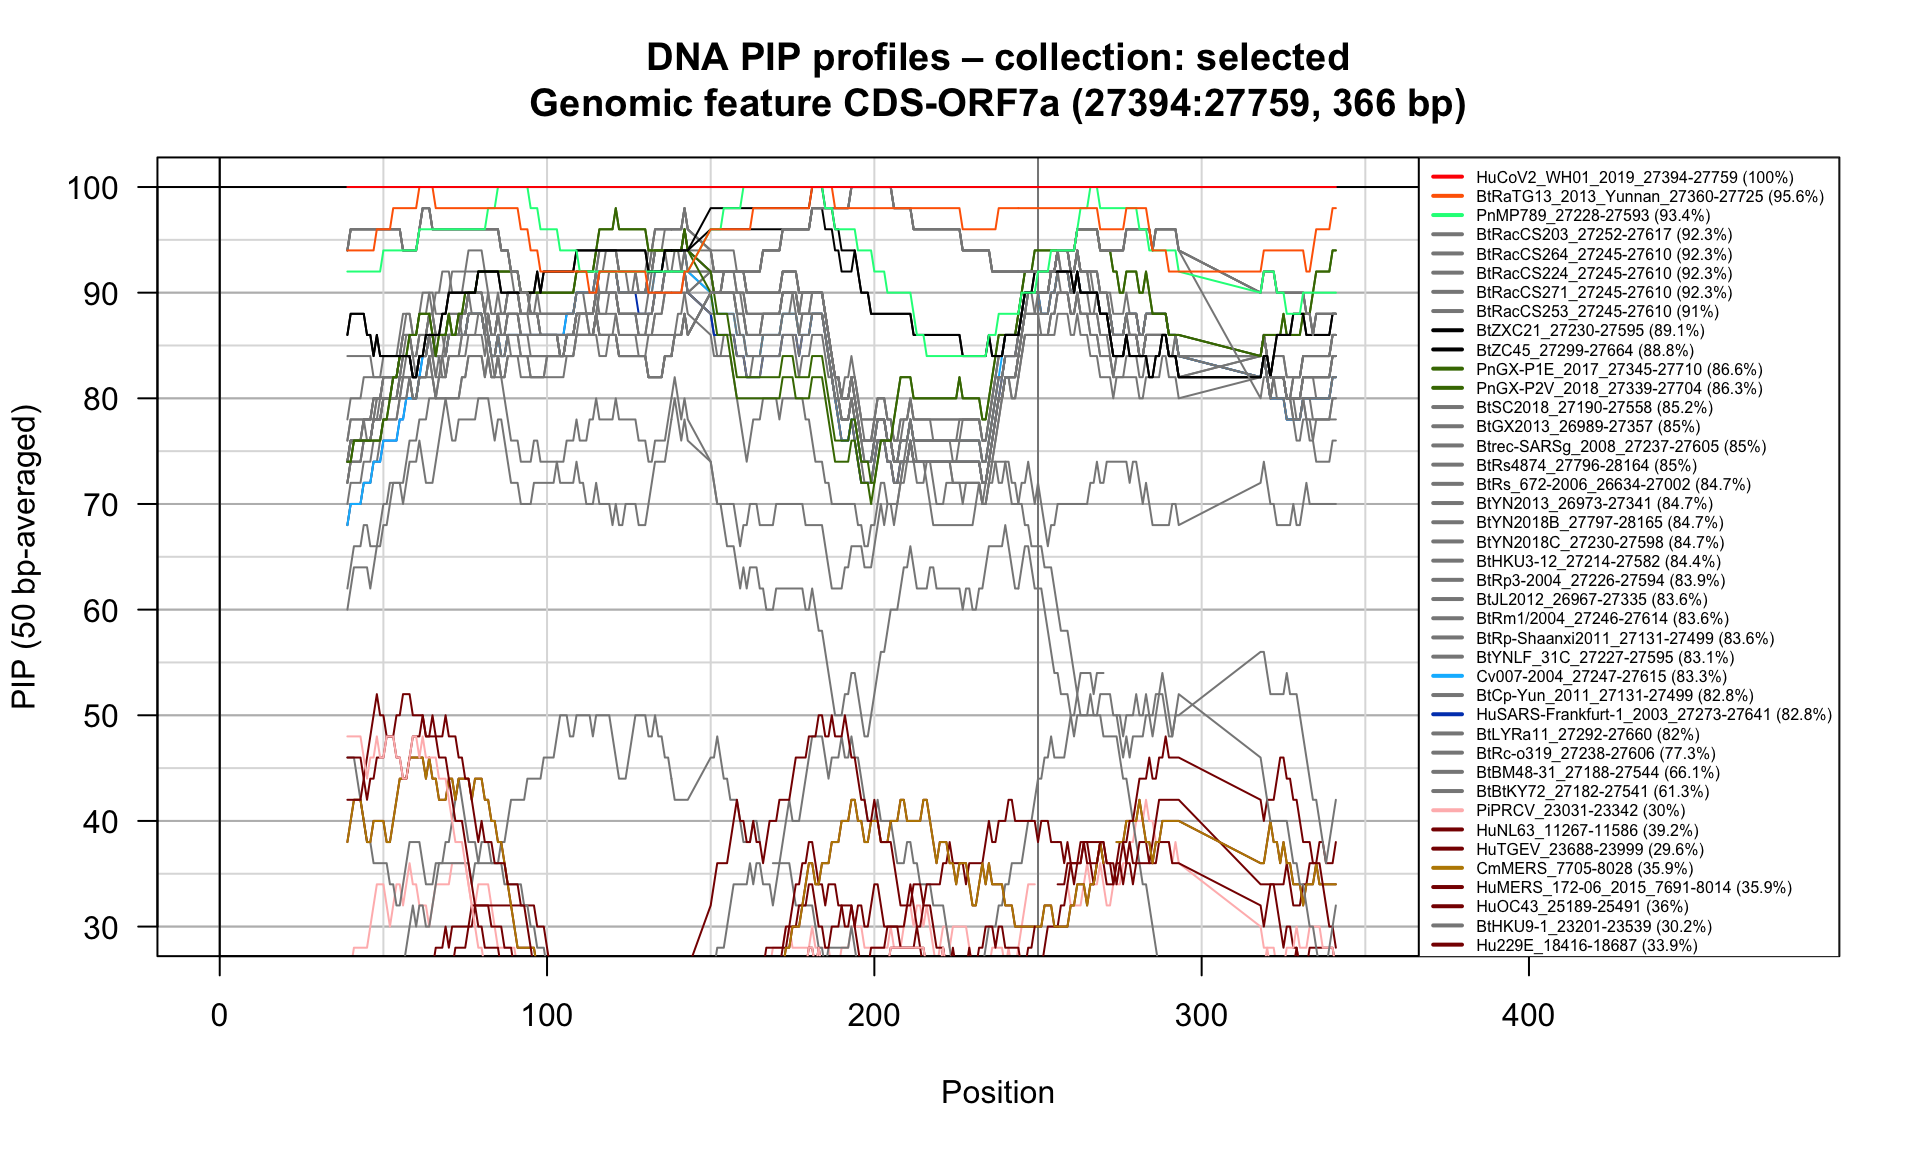 DNA PIP profiles – collection: selected
Genomic feature CDS-ORF7a (27394:27759, 366 bp)
PIP (50 bp-averaged)
100
90
80
70
60
50
40
30
0
100
200
300
400
Position
HuCoV2_WH01_2019_27394-27759 (100%)
BtRaTG13_2013_Yunnan_27360-27725 (95.6%)
PnMP789_27228-27593 (93.4%)
BtRacCS203_27252-27617 (92.3%)
BtRacCS264_27245-27610 (92.3%)
BtRacCS224_27245-27610 (92.3%)
BtRacCS271_27245-27610 (92.3%)
BtRacCS253_27245-27610 (91%)
BtZXC21_27230-27595 (89.1%)
BtZC45_27299-27664 (88.8%)
PnGX-P1E_2017_27345-27710 (86.6%)
PnGX-P2V_2018_27339-27704 (86.3%)
BtSC2018_27190-27558 (85.2%)
BtGX2013_26989-27357 (85%)
Btrec-SARSg_2008_27237-27605 (85%)
BtRs4874_27796-28164 (85%)
BtRs_672-2006_26634-27002 (84.7%)
BtYN2013_26973-27341 (84.7%)
BtYN2018B_27797-28165 (84.7%)
BtYN2018C_27230-27598 (84.7%)
BtHKU3-12_27214-27582 (84.4%)
BtRp3-2004_27226-27594 (83.9%)
BtJL2012_26967-27335 (83.6%)
BtRm1/2004_27246-27614 (83.6%)
BtRp-Shaanxi2011_27131-27499 (83.6%)
BtYNLF_31C_27227-27595 (83.1%)
Cv007-2004_27247-27615 (83.3%)
BtCp-Yun_2011_27131-27499 (82.8%)
HuSARS-Frankfurt-1_2003_27273-27641 (82.8%)
BtLYRa11_27292-27660 (82%)
BtRc-o319_27238-27606 (77.3%)
BtBM48-31_27188-27544 (66.1%)
BtBtKY72_27182-27541 (61.3%)
PiPRCV_23031-23342 (30%)
HuNL63_11267-11586 (39.2%)
HuTGEV_23688-23999 (29.6%)
CmMERS_7705-8028 (35.9%)
HuMERS_172-06_2015_7691-8014 (35.9%)
HuOC43_25189-25491 (36%)
BtHKU9-1_23201-23539 (30.2%)
Hu229E_18416-18687 (33.9%)